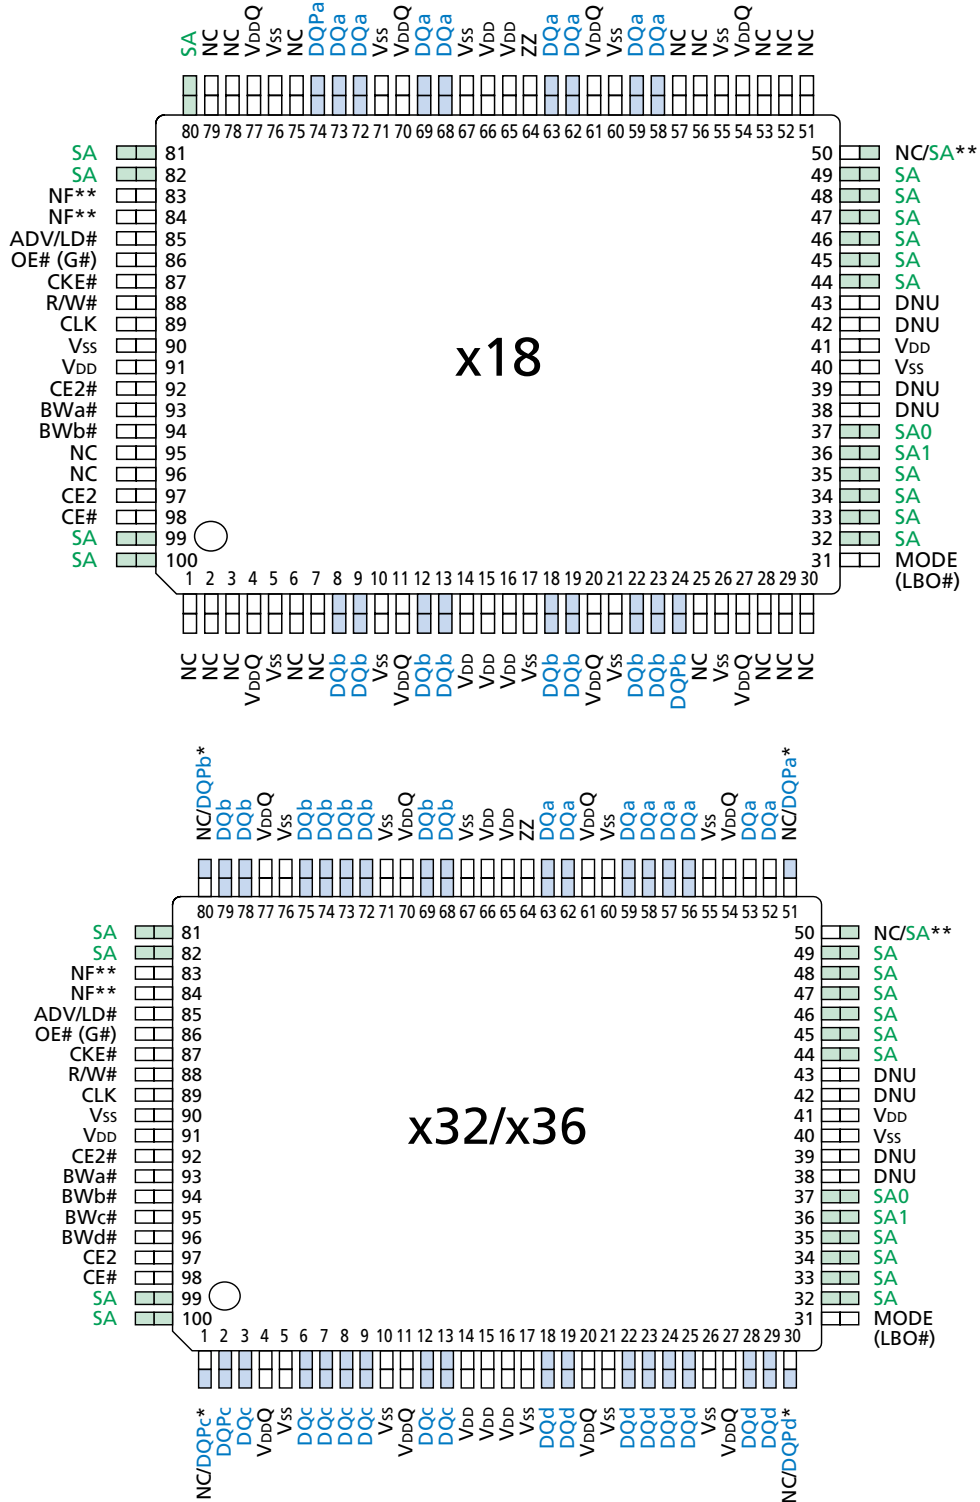 SA NC NC VDDQ VSS NC DQPa DQa DQa VSS VDDQ DQa DQa VSS VDD VDD ZZ DQa DQa VDDQ VSS DQa DQa NC NC VSS VDDQ NC NC NC
80 79 78 77 76 75 74 73 72 71 70 69 68 67 66 65 64 63 62 61 60 59 58 57 56 55 54 53 52 51
SA 81 50 NC/SA**
SA 82 49 SA
NF** 83 48 SA
NF** 84 47 SA
ADV/LD# 85 46 SA
OE# (G#) 86 45 SA
CKE# 87 44 SA
R/W# 88 43 DNU
CLK 89 42 DNU
VSS 90 41 VDD
x18
VDD 91 40 VSS
CE2# 92 39 DNU
BWa# 93 38 DNU
BWb# 94 37 SA0
NC 95 36 SA1
NC 96 35 SA
CE2 97 34 SA
CE# 98 33 SA
SA 99 32 SA
SA 100 31 MODE
(LBO#)
1 2 3 4 5 6 7 8 9 10 11 12 13 14 15 16 17 18 19 20 21 22 23 24 25 26 27 28 29 30
NC NC NC VDDQ VSS NC NC DQb DQb VSS VDDQ DQb DQb VDD VDD VDD VSS DQb DQb VDDQ VSS DQb DQb DQPb NC VSS VDDQ NC NC NC
NC/DQPb* DQb DQb VDDQ VSS DQb DQb DQb DQb VSS VDDQ DQb DQb VSS VDD VDD ZZ DQa DQa VDDQ VSS DQa DQa DQa DQa VSS VDDQ DQa DQa NC/DQPa*
80 79 78 77 76 75 74 73 72 71 70 69 68 67 66 65 64 63 62 61 60 59 58 57 56 55 54 53 52 51
SA 81 50 NC/SA**
SA 82 49 SA
NF** 83 48 SA
NF** 84 47 SA
ADV/LD# 85 46 SA
OE# (G#) 86 45 SA
CKE# 87 44 SA
R/W# 88 43 DNU
CLK 89 42 DNU
VSS 90 41 VDD
x32/x36
VDD 91 40 VSS
CE2# 92 39 DNU
BWa# 93 38 DNU
BWb# 94 37 SA0
BWc# 95 36 SA1
BWd# 96 35 SA
CE2 97 34 SA
CE# 98 33 SA
SA 99 32 SA
SA 100 31 MODE
(LBO#)
1 2 3 4 5 6 7 8 9 10 11 12 13 14 15 16 17 18 19 20 21 22 23 24 25 26 27 28 29 30
NC/DQPc* DQPc DQc VDDQ VSS DQc DQc DQc DQc VSS VDDQ DQc DQc VDD VDD VDD VSS DQd DQd VDDQ VSS DQd DQd DQd DQd VSS VDDQ DQd DQd NC/DQPd*